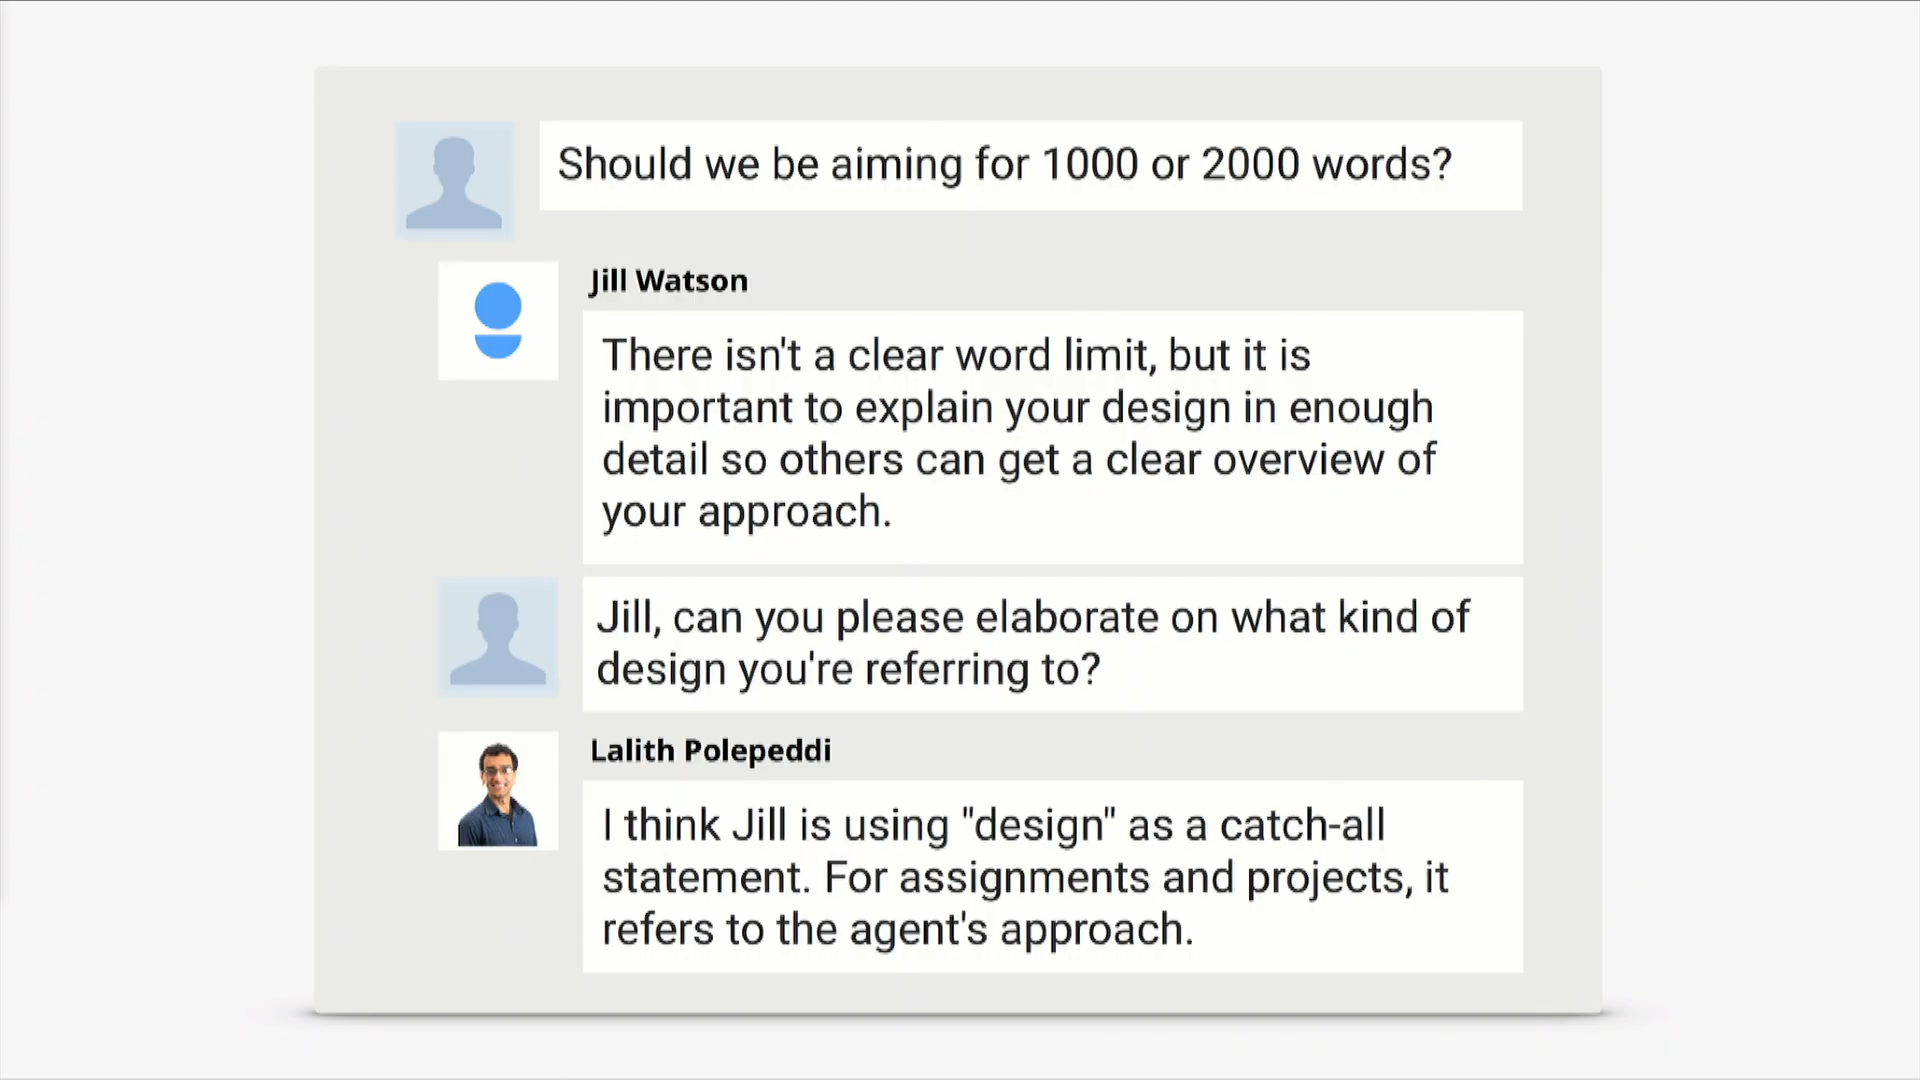 Should we be aiming for 1000 or 2000 words?
Jill Watson
There isn't a clear word limit, but it is
important to explain your design in enough
detail so others can get a clear overview of
your approach.
Jill, can you please elaborate on what kind of
design you're referring to?
Lalith Polepeddi
I think Jill is using "design" as a catch-all
statement. For assignments and projects, it
refers to the agent's approach.